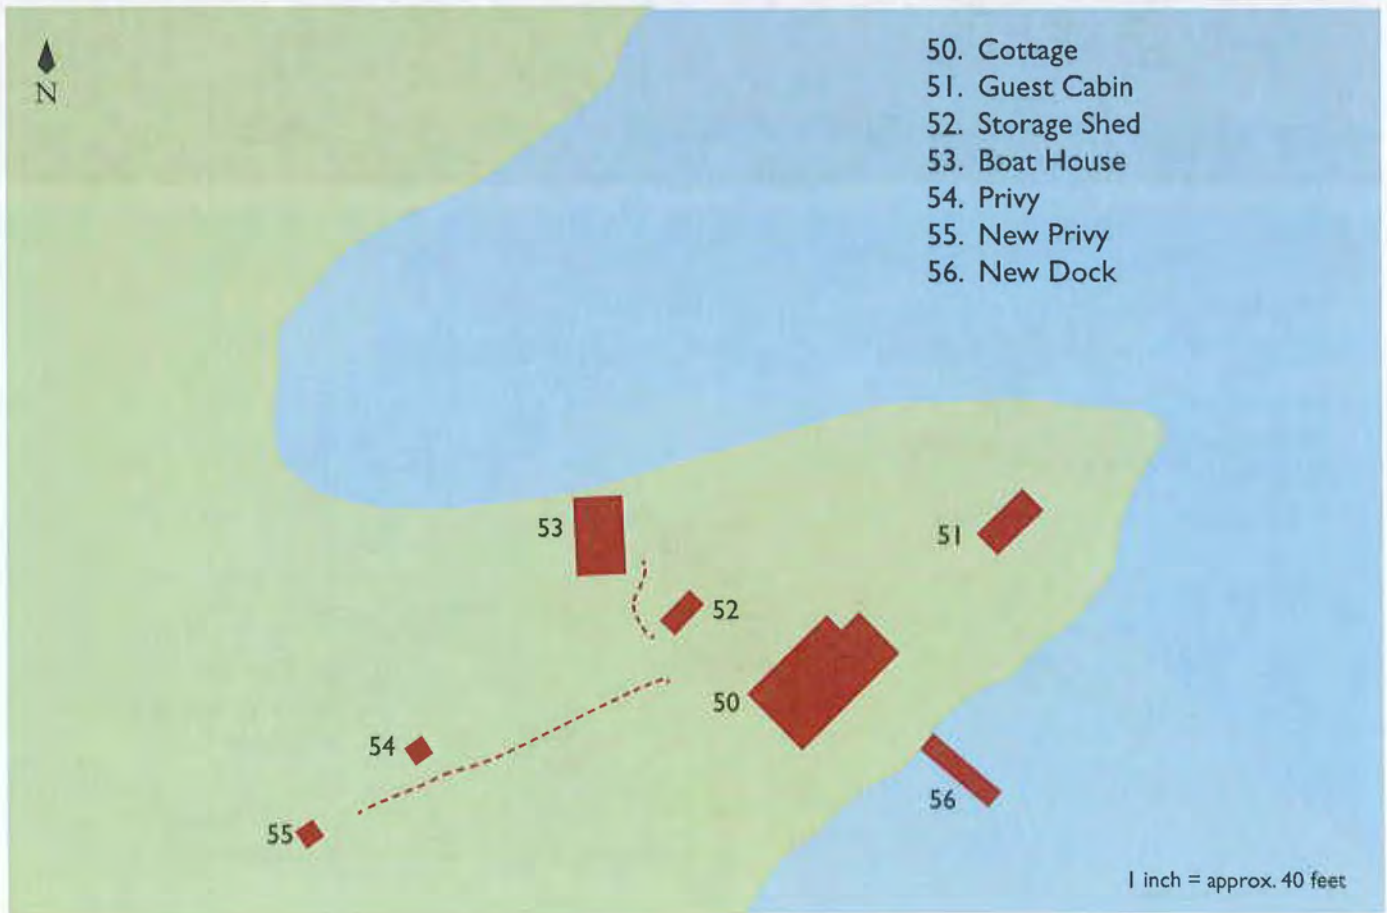 N
50. Cottage
51. Guest Cabin
52. Storage Shed
53. Boat House
54. Privy
55. New Privy
56. New Dock
53
51
52
50
54
56
55
1 inch = approx. 40 feet